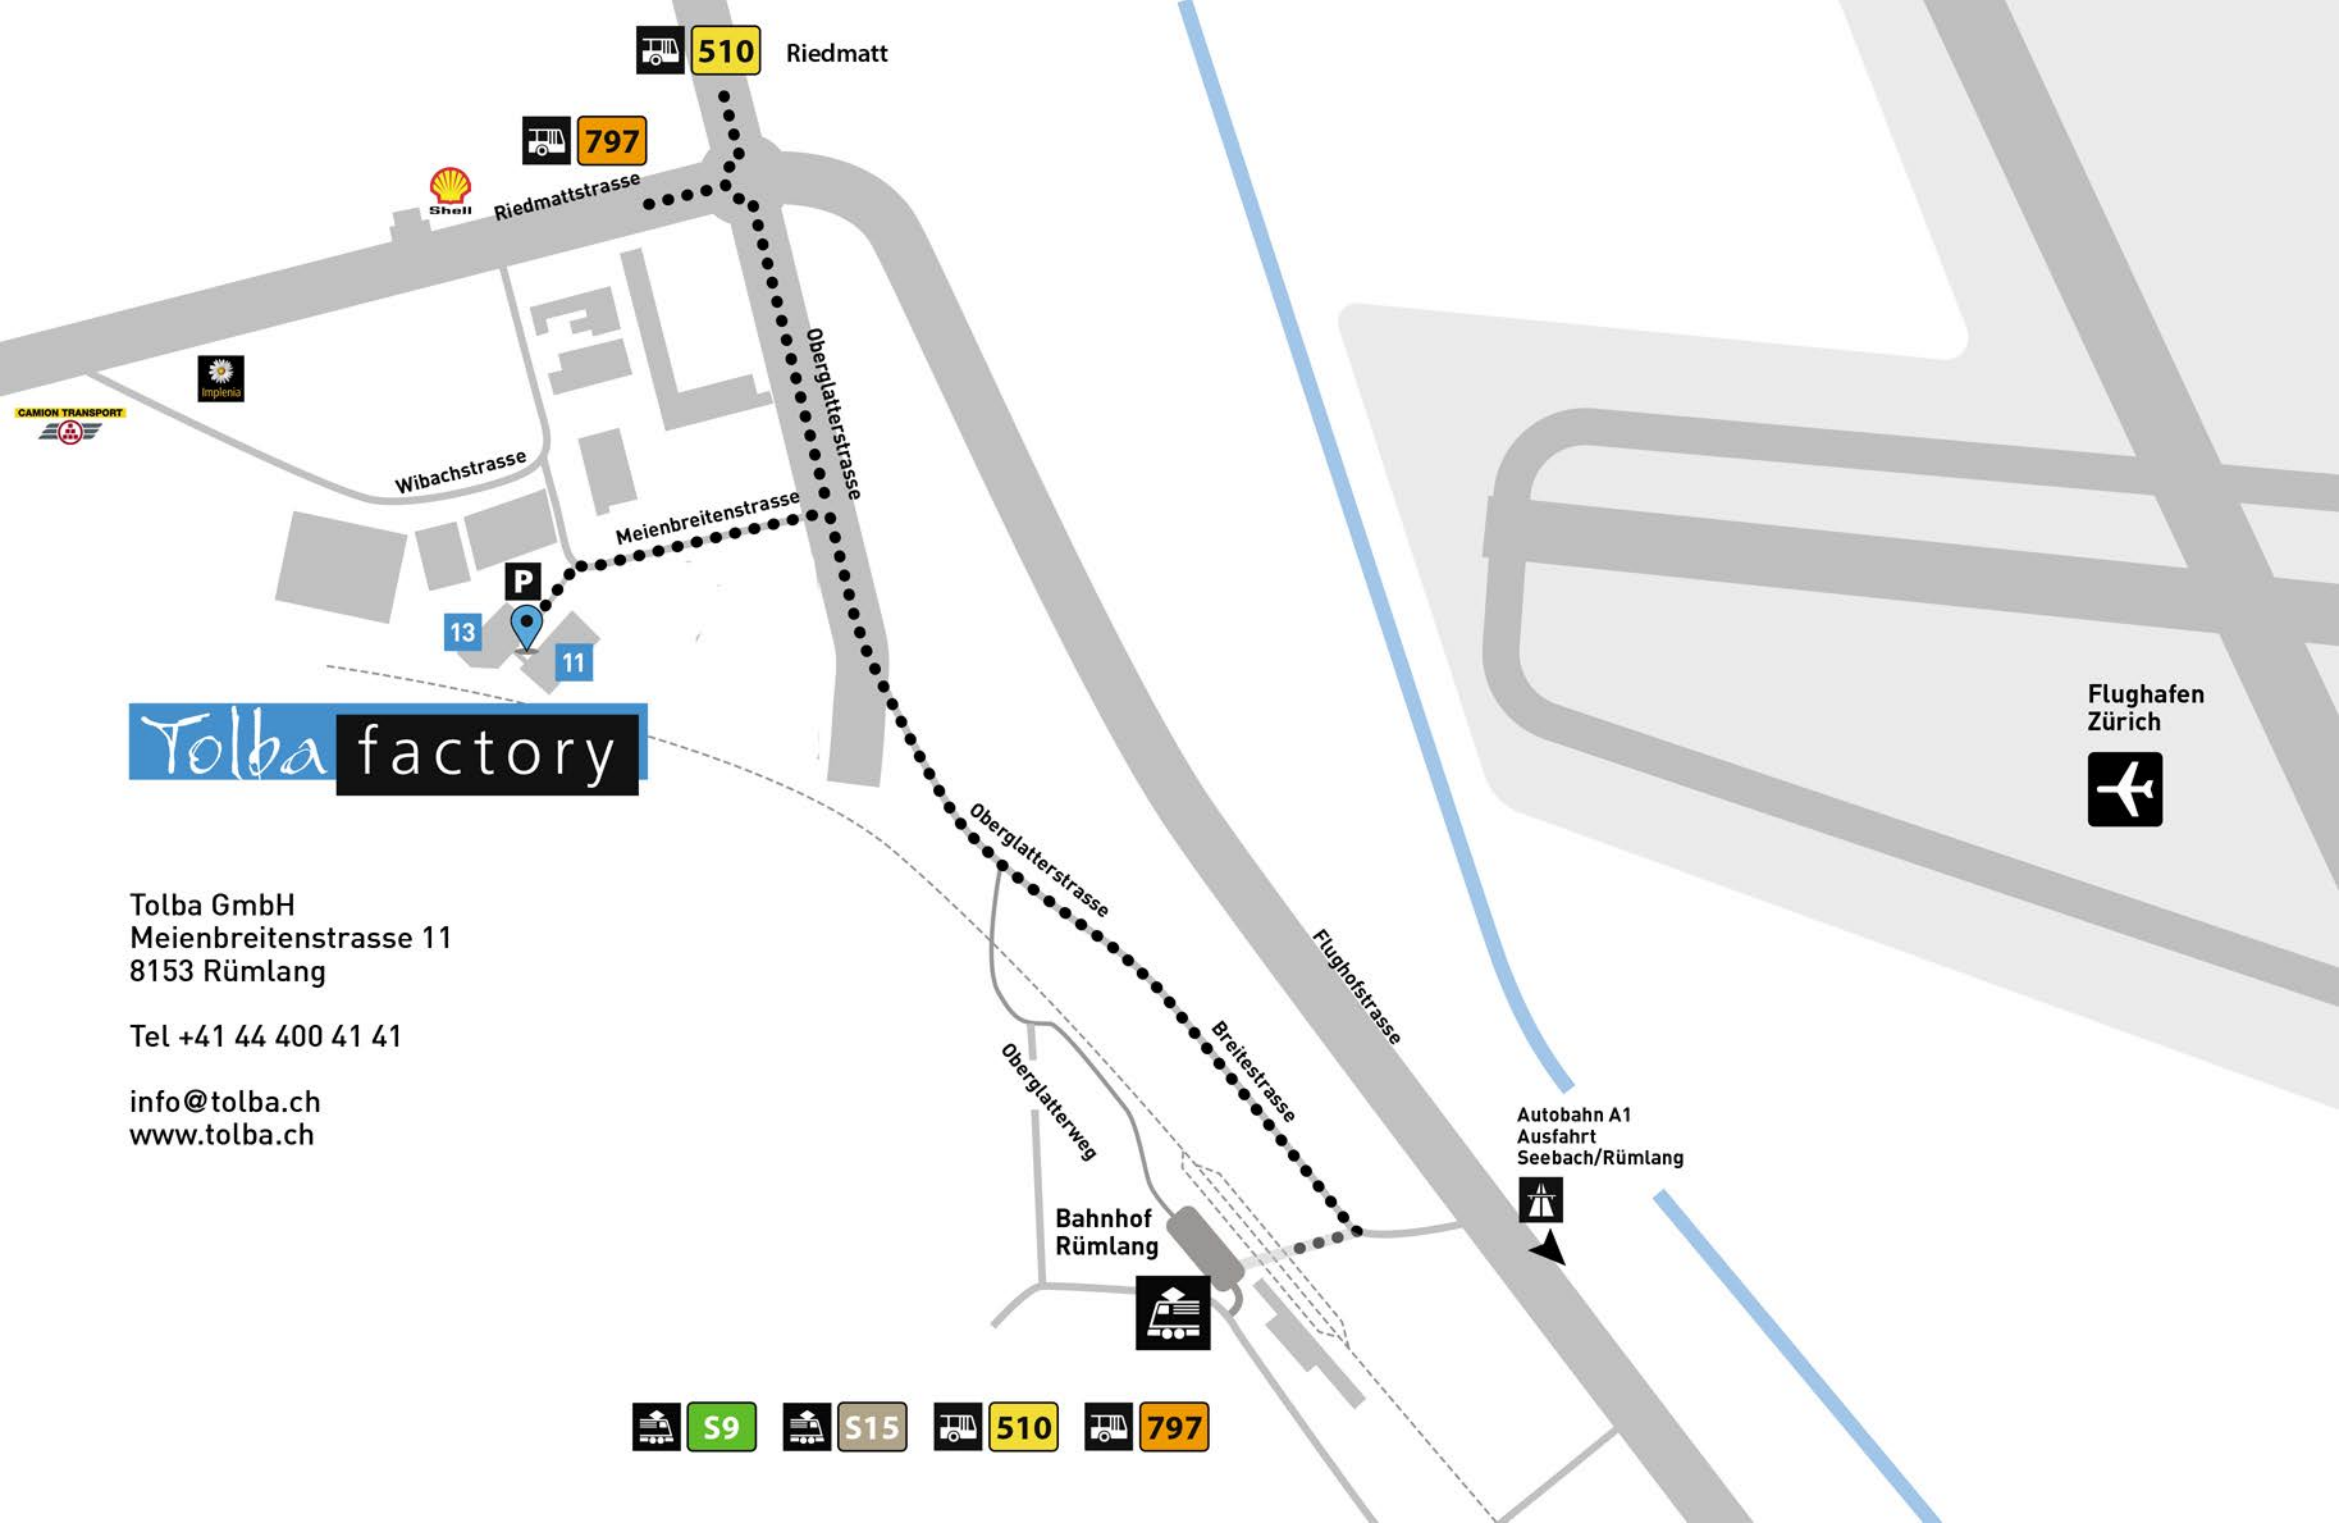 510
Riedmatt
797
Shell
Riedmattstrasse
Implenia
CAMION TRANSPORT
Wibachstrasse
Oberglatterstrasse
Meienbreitenstrasse
P
13
11
Tolba factory
Flughafen
Zürich
Oberglatterstrasse
Tolba GmbH
Meienbreitenstrasse 11
8153 Rümlang
Tel +41 44 400 41 41
info@tolba.ch
www.tolba.ch
Flughofstrasse
Breitestrasse
Oberglatterweg
Autobahn A1
Ausfahrt
Seebach/Rümlang
Bahnhof
Rümlang
S9
S15
510
797